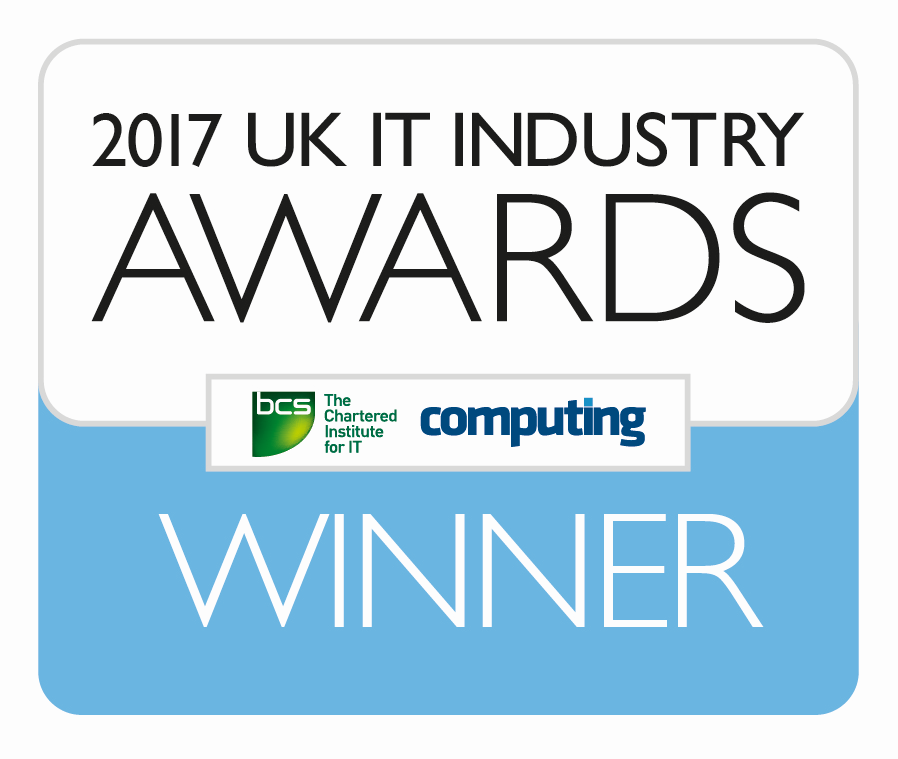 2017 UK IT INDUSTRY
AWARDS
bcs
The
Chartered
Institute
for IT
computing
WINNER